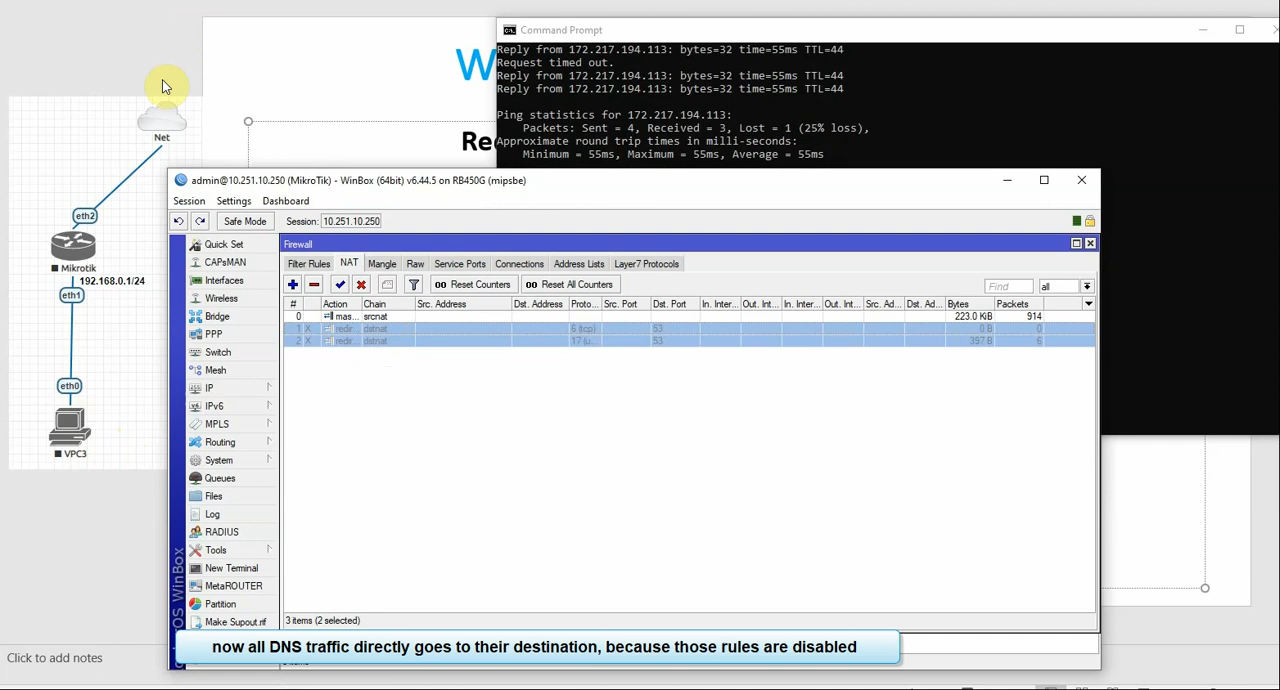 Command Prompt
Reply from 172.217.194.113: bytes=32 time=55ms TTL=44
Request timed out.
Reply from 172.217.194.113: bytes=32 time=55ms TTL=44
Reply from 172.217.194.113: bytes=32 time=55ms TTL=44
Ping statistics for 172.217.194.113:
Packets: Sent = 4, Received = 3, Lost = 1 (25% loss),
Approximate round trip times in milli-seconds:
Minimum = 55ms, Maximum = 55ms, Average = 55ms
W
Re
Net
eth2
Mikrotik
192.168.0.1/24
eth1
eth0
VPC3
admin@10.251.10.250 (MikroTik) - WinBox (64bit) v6.44.5 on RB450G (mipsbe)
Session Settings Dashboard
Safe Mode Session: 10.251.10.250
Quick Set
CAPsMAN
Interfaces
Wireless
Bridge
PPP
Switch
Mesh
IP
IPv6
MPLS
Routing
System
Queues
Files
Log
RADIUS
Tools
New Terminal
MetaROUTER
Partition
Make Supout.rif
OS WinBox
Firewall
Filter Rules NAT Mangle Raw Service Ports Connections Address Lists Layer7 Protocols
00 Reset Counters 00 Reset All Counters Find all
# Action Chain Src. Address Dst. Address Proto... Src. Port Dst. Port In. Inter... Out. Int... In. Inter... Out. Int... Src. Ad... Dst. Ad... Bytes Packets
0 mas... srcnat 223.0 KiB 914
1 X redir... dstnat 6 (tcp) 53 0 B 0
2 X redir... dstnat 17 (u... 53 397 B 6
3 items (2 selected)
now all DNS traffic directly goes to their destination, because those rules are disabled
Click to add notes